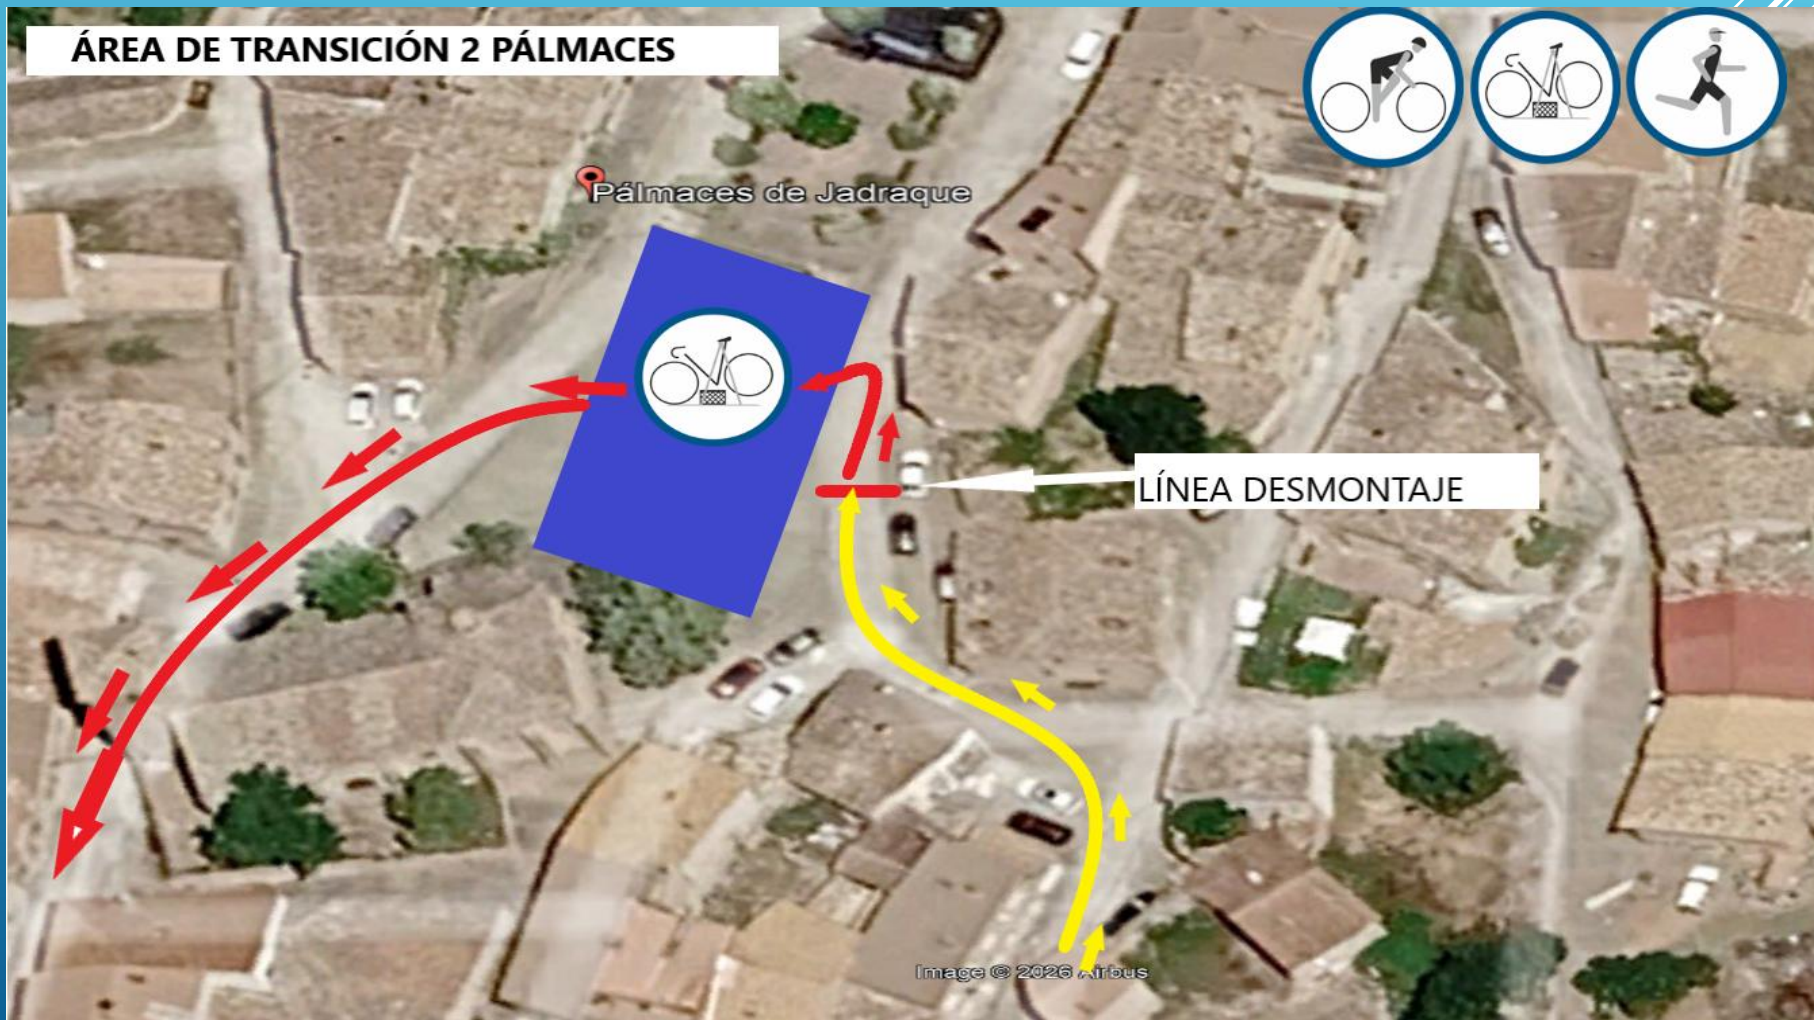 ÁREA DE TRANSICIÓN 2 PÁLMACES
Pálmaces de Jadraque
LÍNEA DESMONTAJE
Image © 2026 Airbus